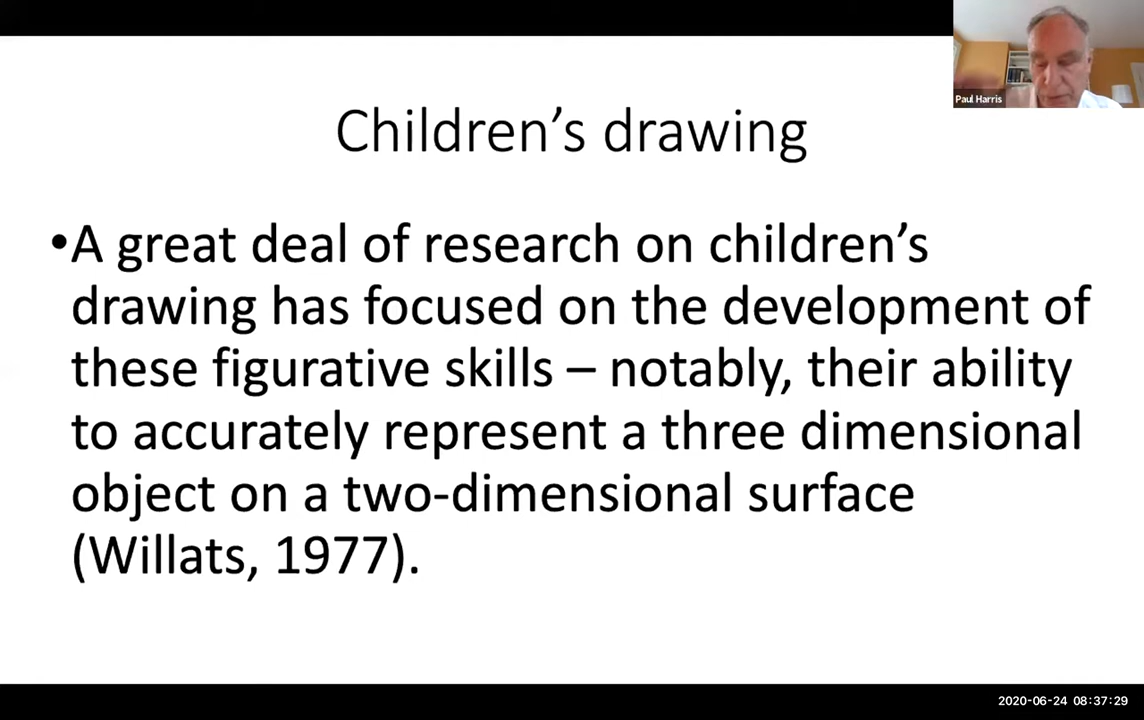 Paul Harris
Children’s drawing
•A great deal of research on children’s
drawing has focused on the development of
these figurative skills – notably, their ability
to accurately represent a three dimensional
object on a two-dimensional surface
(Willats, 1977).
2020-06-24 08:37:29